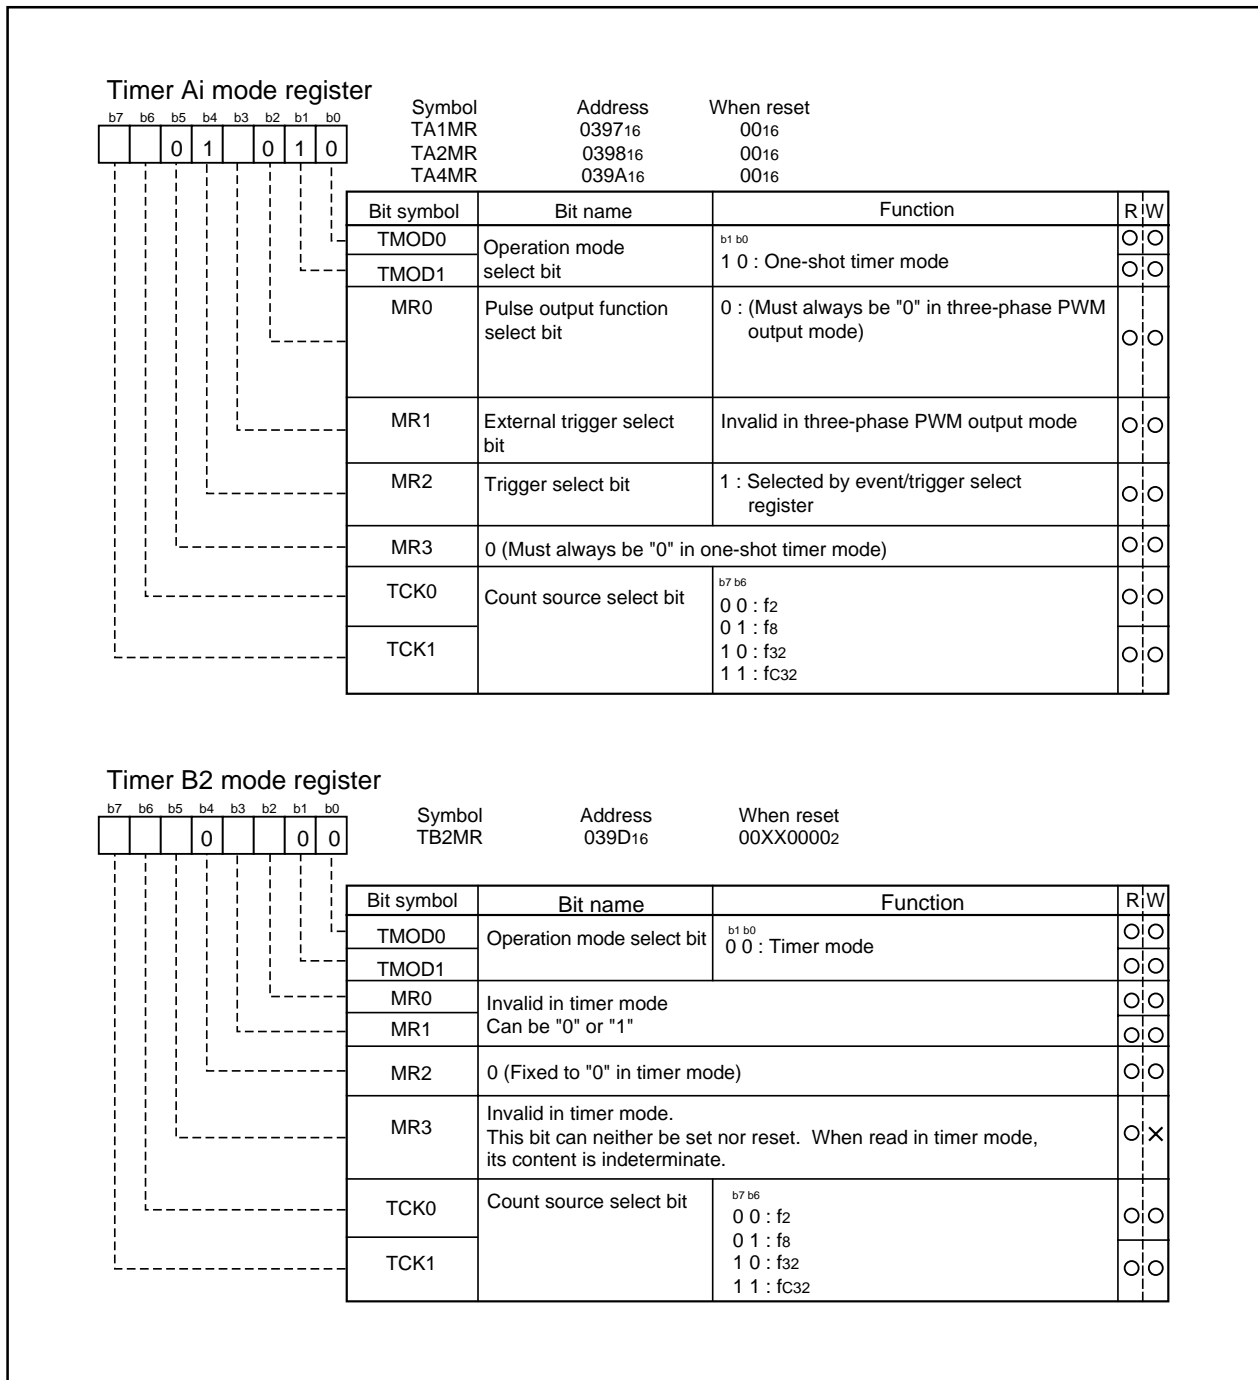 Timer Ai mode register
Symbol Address When reset
b7 b6 b5 b4 b3 b2 b1 b0
TA1MR 039716 0016
0 1 0 1 0
TA2MR 039816 0016
TA4MR 039A16 0016
Bit symbol Bit name Function R W
TMOD0 Operation mode select bit b1 b0
TMOD1 1 0 : One-shot timer mode
MR0 Pulse output function select bit 0 : (Must always be "0" in three-phase PWM output mode)
MR1 External trigger select bit Invalid in three-phase PWM output mode
MR2 Trigger select bit 1 : Selected by event/trigger select register
MR3 0 (Must always be "0" in one-shot timer mode)
TCK0 Count source select bit b7 b6
0 0 : f2
0 1 : f8
TCK1 1 0 : f32
1 1 : fC32
Timer B2 mode register
b7 b6 b5 b4 b3 b2 b1 b0
Symbol Address When reset
0 0 0
TB2MR 039D16 00XX00002
Bit symbol Bit name Function R W
TMOD0 Operation mode select bit b1 b0
0 0 : Timer mode
TMOD1
MR0 Invalid in timer mode
MR1 Can be "0" or "1"
MR2 0 (Fixed to "0" in timer mode)
MR3 Invalid in timer mode.
This bit can neither be set nor reset. When read in timer mode,
its content is indeterminate.
TCK0 Count source select bit b7 b6
0 0 : f2
0 1 : f8
TCK1 1 0 : f32
1 1 : fC32